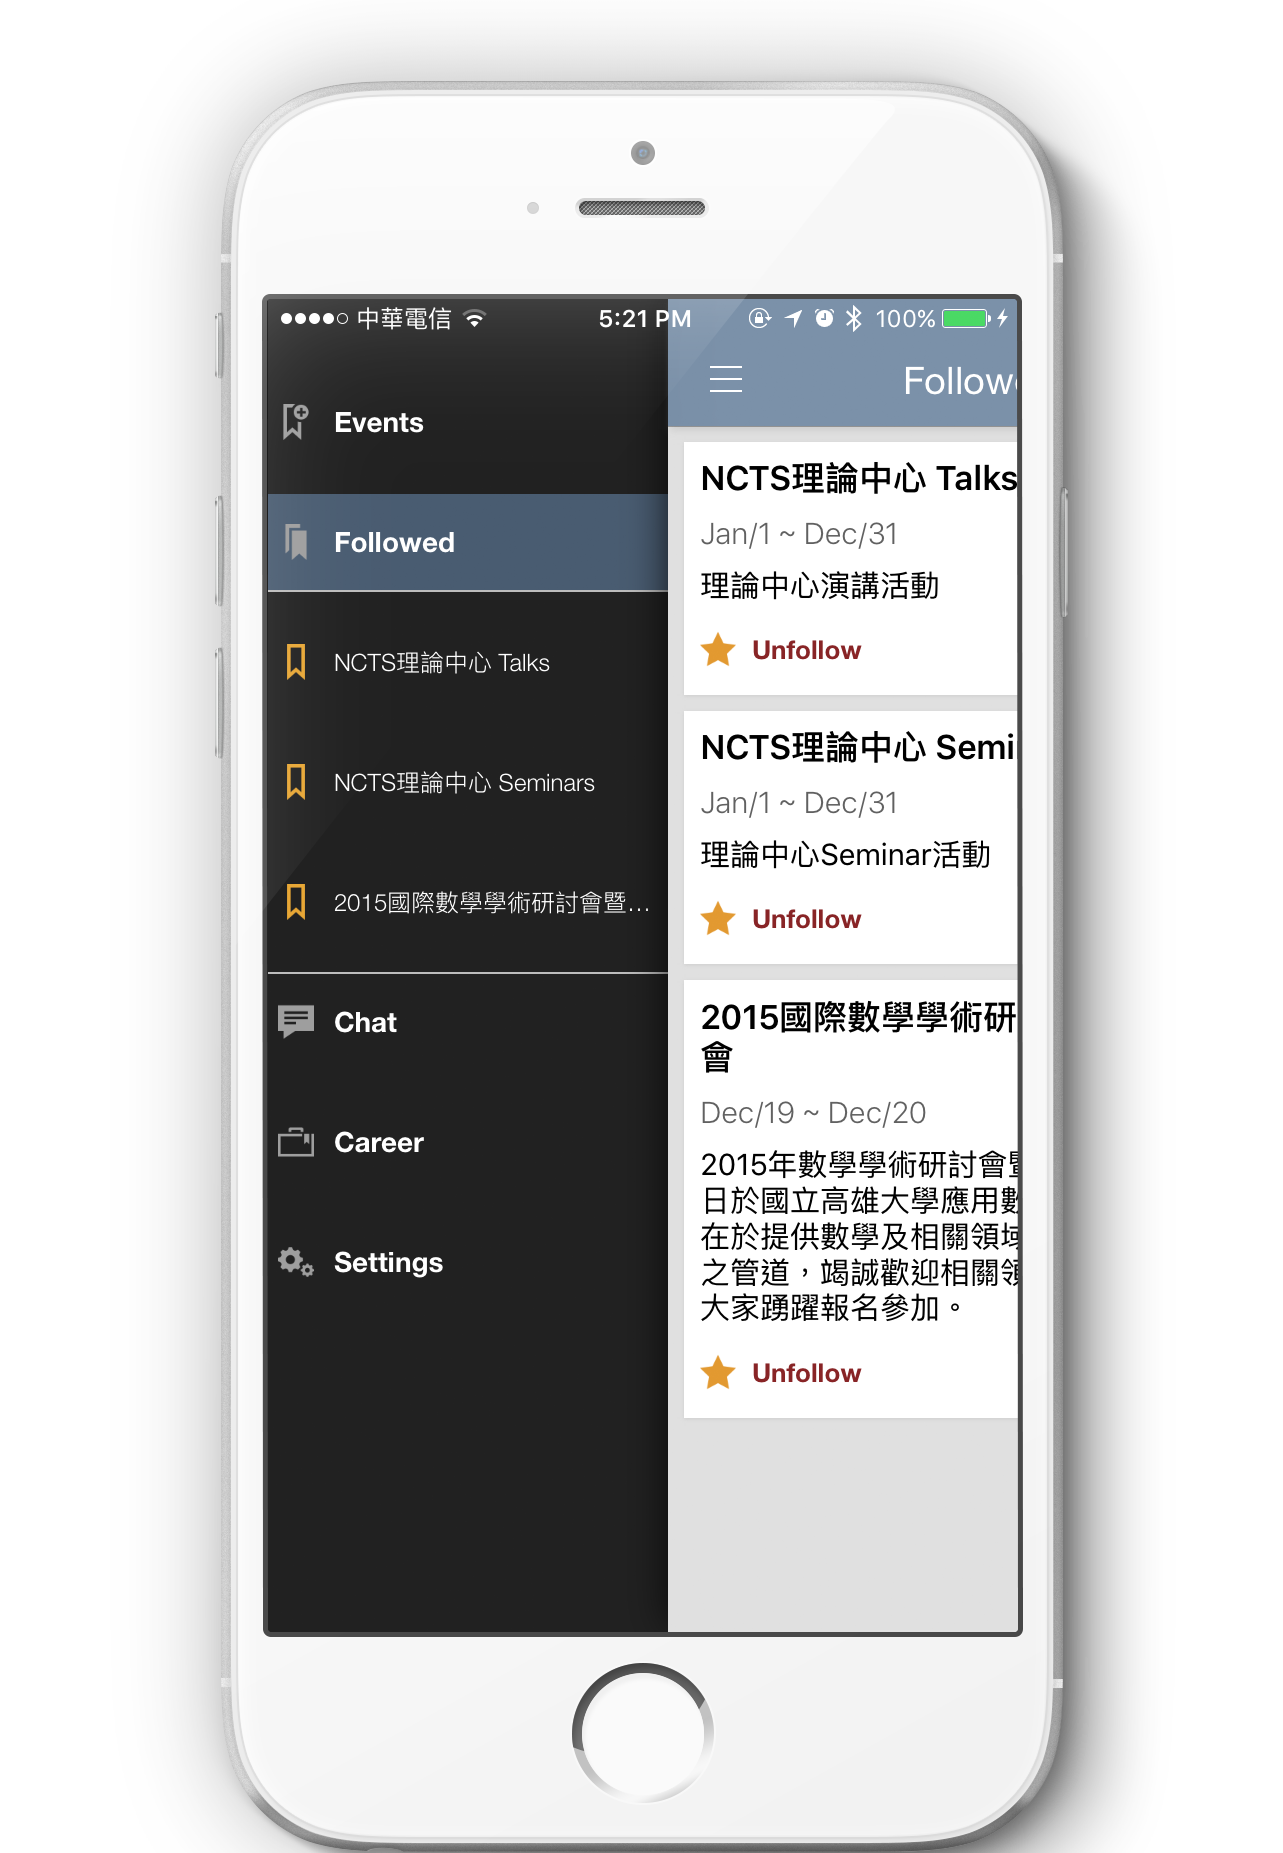 中華電信 5:21 PM 100%
Events
Followed
NCTS理論中心 Talks
NCTS理論中心 Seminars
2015國際數學學術研討會暨...
Chat
Career
Settings
Follow
NCTS理論中心 Talks
Jan/1 ~ Dec/31
理論中心演講活動
Unfollow
NCTS理論中心 Semi
Jan/1 ~ Dec/31
理論中心Seminar活動
Unfollow
2015國際數學學術研
會
Dec/19 ~ Dec/20
2015年數學學術研討會
日於國立高雄大學應用數
在於提供數學及相關領域
之管道，竭誠歡迎相關領
大家踴躍報名參加。
Unfollow